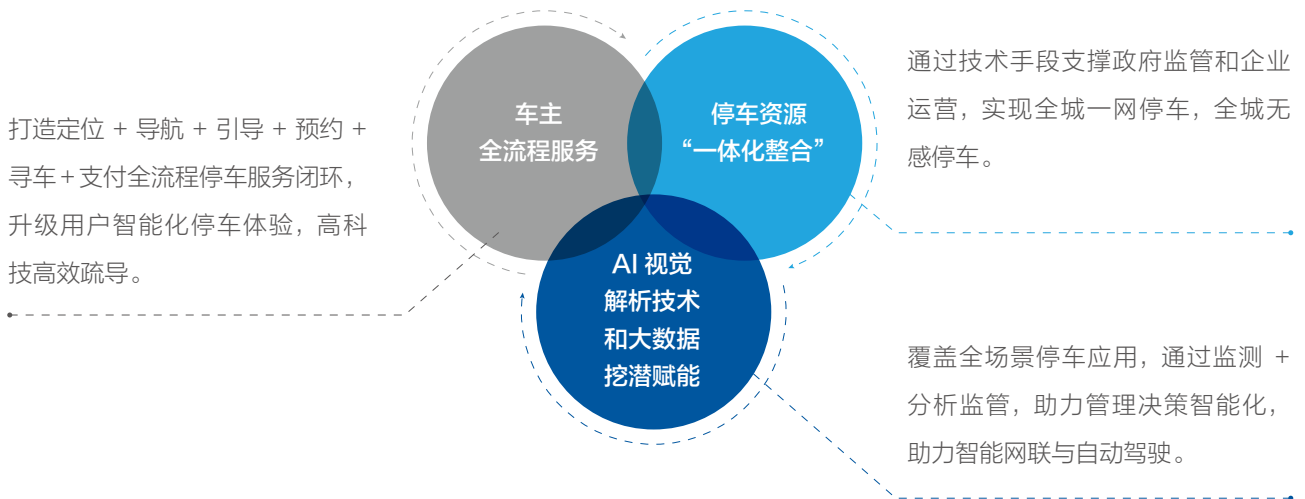 车主
全流程服务
停车资源
“一体化整合”
AI 视觉
解析技术
和大数据
挖潜赋能
打造定位 + 导航 + 引导 + 预约 +
寻车+支付全流程停车服务闭环，
升级用户智能化停车体验，高科
技高效疏导。
通过技术手段支撑政府监管和企业
运营，实现全城一网停车，全城无
感停车。
覆盖全场景停车应用，通过监测 +
分析监管，助力管理决策智能化，
助力智能网联与自动驾驶。